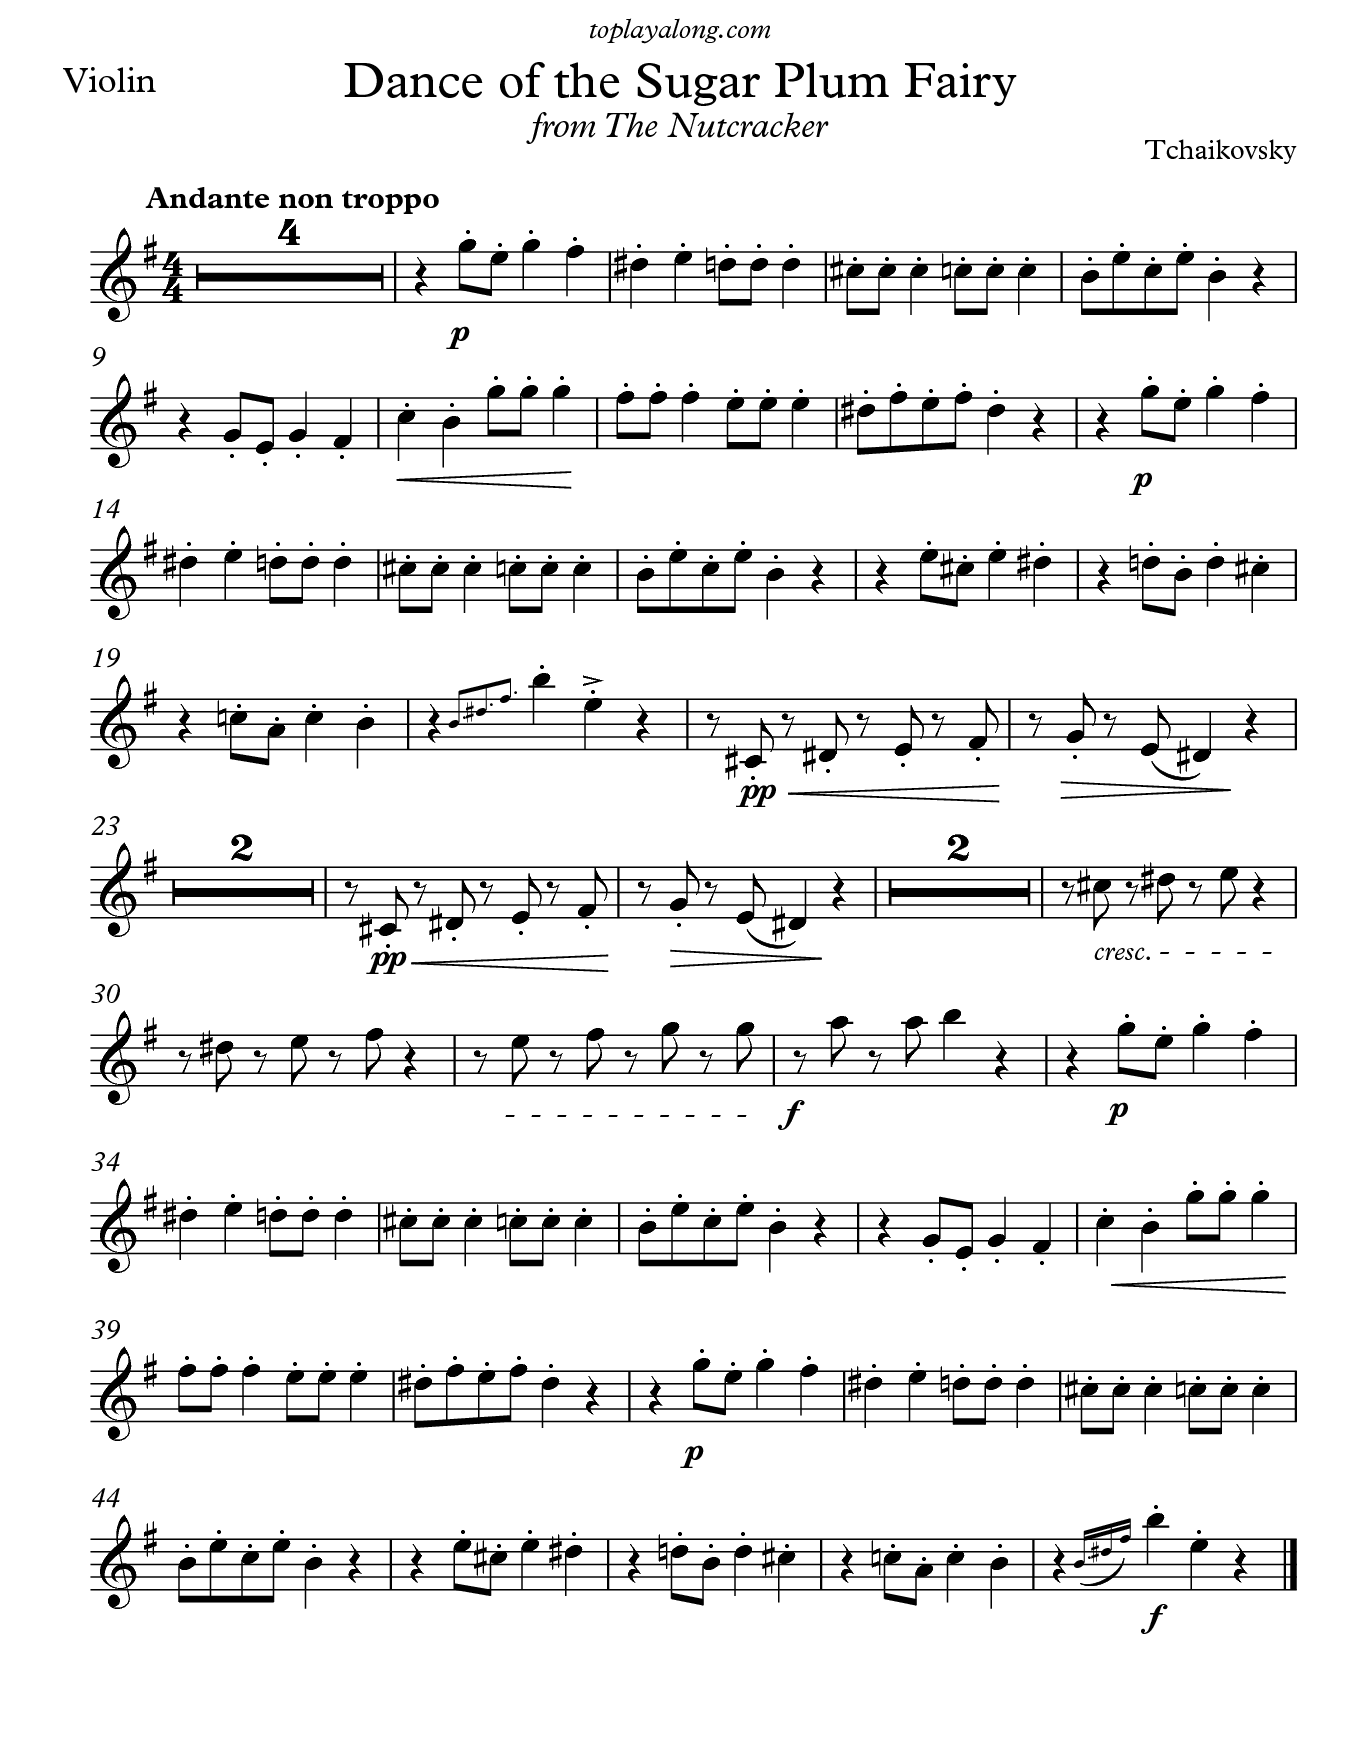 toplayalong.com
Violin
Dance of the Sugar Plum Fairy
from The Nutcracker
Tchaikovsky
Andante non troppo
4
4
4
p
9
p
14
19
pp
23
2
2
pp
cresc.
30
f
p
34
39
p
44
f